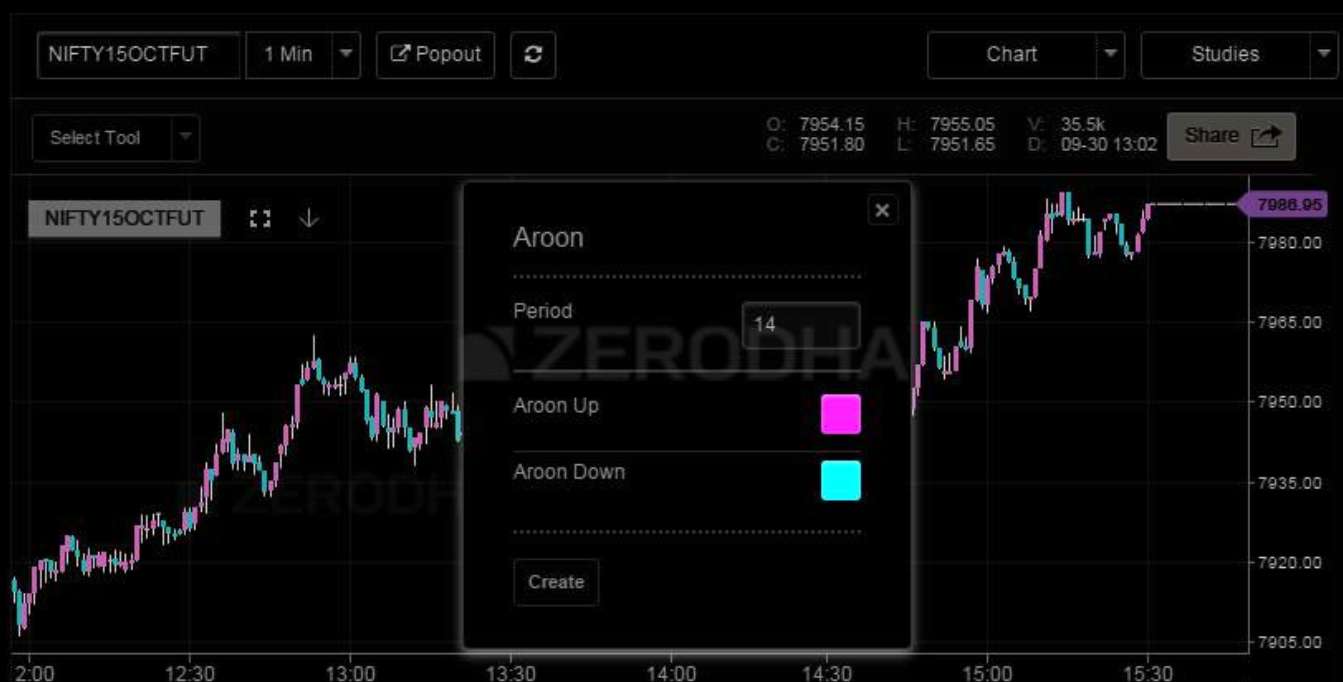 NIFTY15OCTFUT 1 Min Popout Chart Studies
Select Tool O: 7954.15 H: 7955.05 V: 35.5k Share
C: 7951.80 L: 7951.65 D: 09-30 13:02
NIFTY15OCTFUT
7986.95
Aroon
7980.00
Period 14
7965.00
ZERODHA
Aroon Up
7950.00
Aroon Down
7935.00
ZERODH
Create
7920.00
7905.00
2:00 12:30 13:00 13:30 14:00 14:30 15:00 15:30